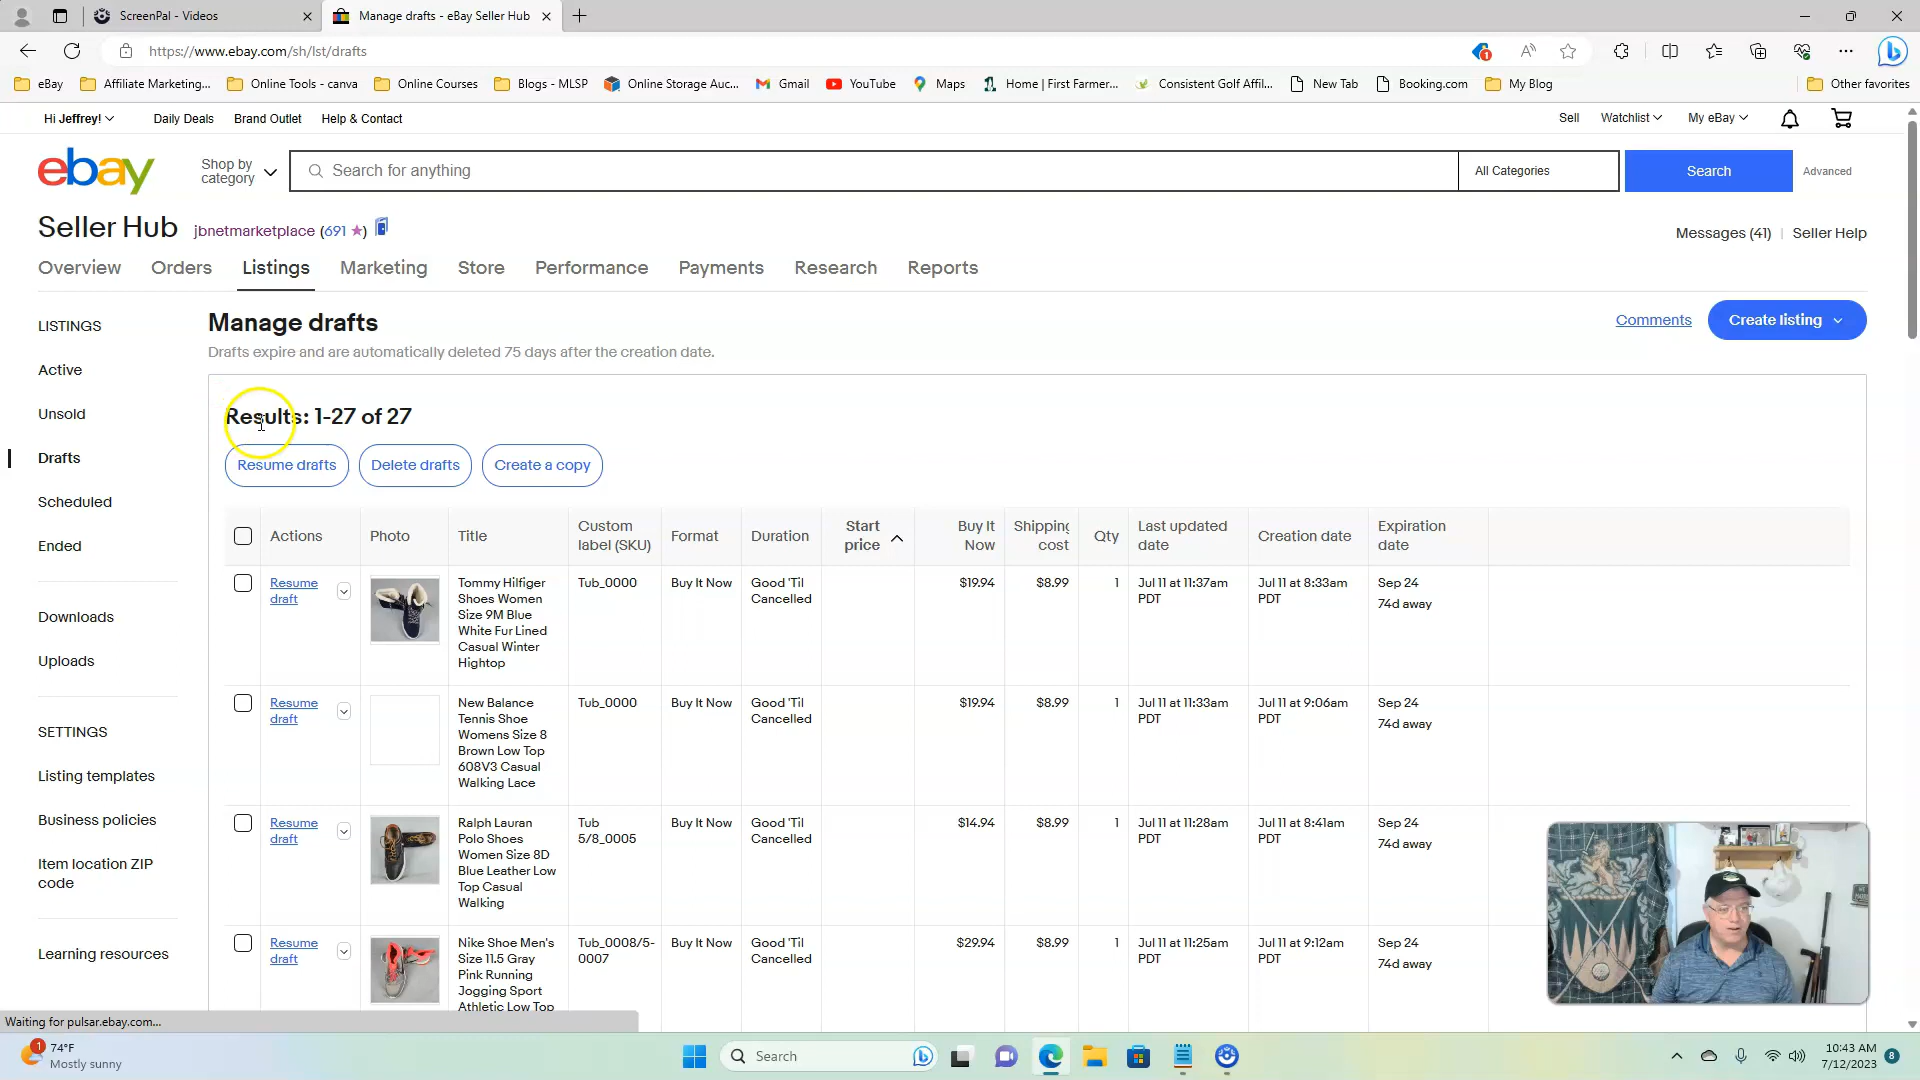 ScreenPal - Videos
Manage drafts - eBay Seller Hub
https://www.ebay.com/sh/lst/drafts
1
eBay
Affiliate Marketing...
Online Tools - canva
Online Courses
Blogs - MLSP
Online Storage Auc...
Gmail
YouTube
Maps
Home | First Farmer...
Consistent Golf Affil...
New Tab
Booking.com
My Blog
Other favorites
Hi Jeffrey!
Daily Deals
Brand Outlet
Help & Contact
Sell
Watchlist
My eBay
ebay
Shop by
category
Search for anything
All Categories
Search
Advanced
Seller Hub
jbnetmarketplace (691)
Messages (41)
Seller Help
Overview
Orders
Listings
Marketing
Store
Performance
Payments
Research
Reports
LISTINGS
Active
Unsold
Drafts
Scheduled
Ended
Downloads
Uploads
SETTINGS
Listing templates
Business policies
Item location ZIP
code
Learning resources
Manage drafts
Drafts expire and are automatically deleted 75 days after the creation date.
Comments
Create listing
Results: 1-27 of 27
Resume drafts
Delete drafts
Create a copy
Actions
Photo
Title
Custom
label (SKU)
Format
Duration
Start
price
Buy It
Now
Shipping
cost
Qty
Last updated
date
Creation date
Expiration
date
Resume
draft
Tommy Hilfiger
Shoes Women
Size 9M Blue
White Fur Lined
Casual Winter
Hightop
Tub_0000
Buy It Now
Good 'Til
Cancelled
$19.94
$8.99
1
Jul 11 at 11:37am
PDT
Jul 11 at 8:33am
PDT
Sep 24
74d away
Resume
draft
New Balance
Tennis Shoe
Womens Size 8
Brown Low Top
608V3 Casual
Walking Lace
Tub_0000
Buy It Now
Good 'Til
Cancelled
$19.94
$8.99
1
Jul 11 at 11:33am
PDT
Jul 11 at 9:06am
PDT
Sep 24
74d away
Resume
draft
Ralph Lauran
Polo Shoes
Women Size 8D
Blue Leather Low
Top Casual
Walking
Tub
5/8_0005
Buy It Now
Good 'Til
Cancelled
$14.94
$8.99
1
Jul 11 at 11:28am
PDT
Jul 11 at 8:41am
PDT
Sep 24
74d away
Resume
draft
Nike Shoe Men's
Size 11.5 Gray
Pink Running
Jogging Sport
Athletic Low Top
Tub_0008/5-
0007
Buy It Now
Good 'Til
Cancelled
$29.94
$8.99
1
Jul 11 at 11:25am
PDT
Jul 11 at 9:12am
PDT
Sep 24
74d away
Waiting for pulsar.ebay.com...
1
74°F
Mostly sunny
Search
10:43 AM
7/12/2023
8